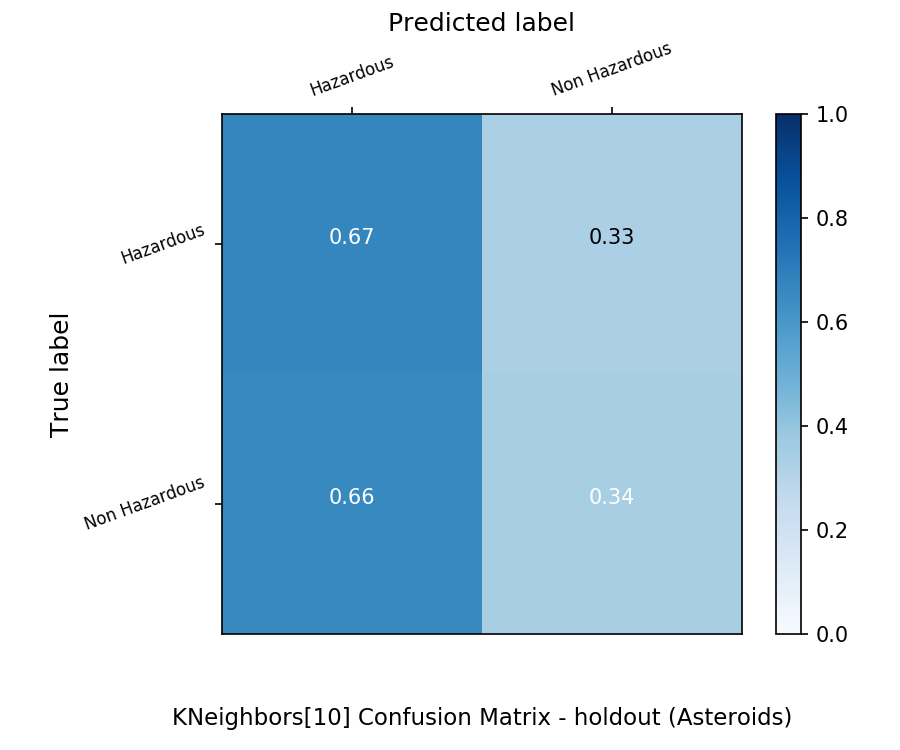 Predicted label
Hazardous
Non Hazardous
1.0
0.8
0.6
0.4
0.2
0.0
True label
Hazardous
0.67
0.33
Non Hazardous
0.66
0.34
KNeighbors[10] Confusion Matrix - holdout (Asteroids)